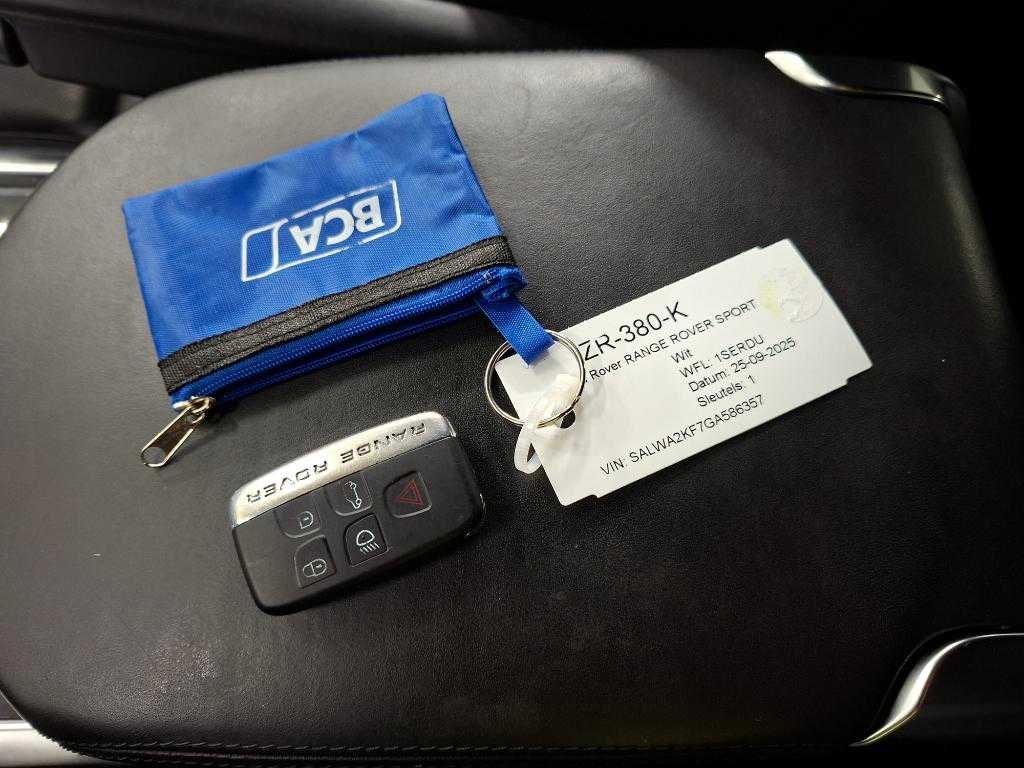 BCA
ZR-380-K
Rover RANGE ROVER SPORT
Wit
WFL: 1SERDU
Datum: 25-09-2025
Sleutels: 1
VIN: SALWA2KF7GA586357
RANGE ROVER